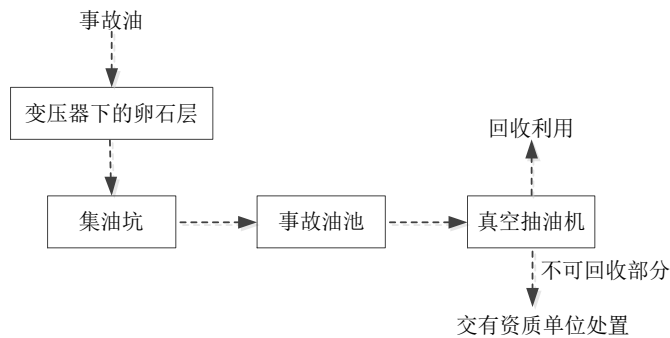 事故油
变压器下的卵石层
回收利用
集油坑
事故油池
真空抽油机
不可回收部分
交有资质单位处置